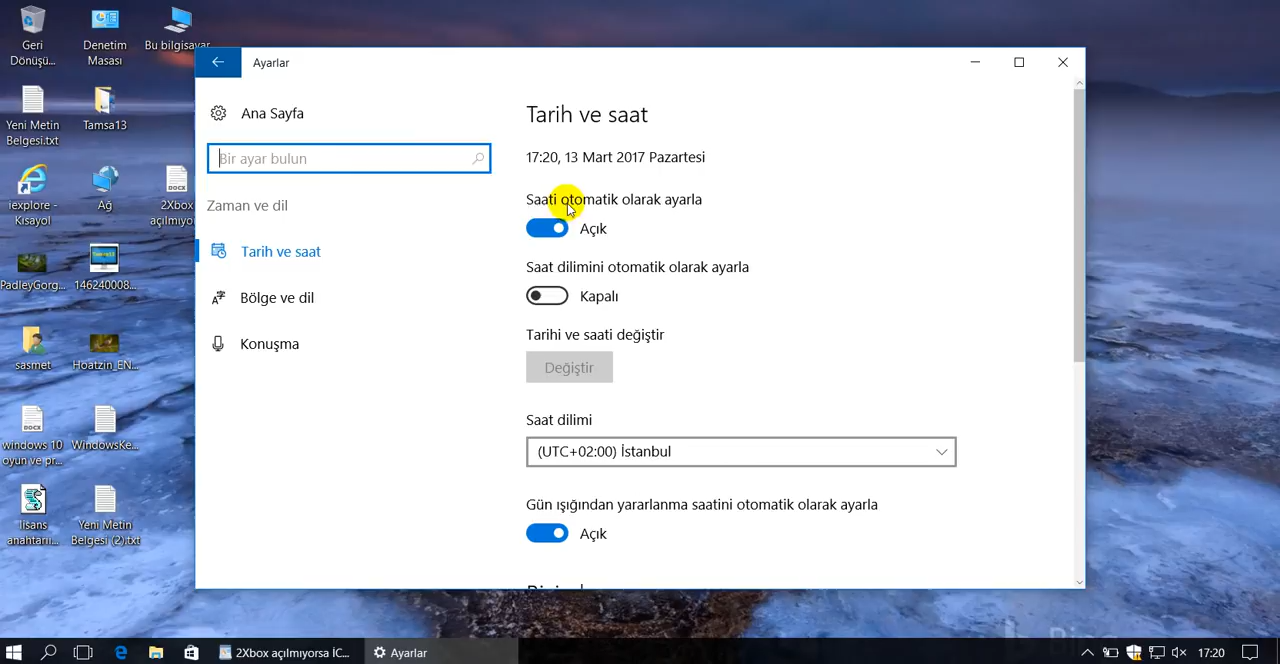 Geri
Dönüşü...
Denetim
Masası
Bu bilgisayar
Yeni Metin
Belgesi.txt
Tamsa13
iexplore -
Kısayol
Ağ
2Xbox
açılmıyo
PadleyGorg...
146240008...
sasmet
Hoatzin_EN...
windows 10
oyun ve pr...
WindowsKe...
lisans
anahtarıı...
Yeni Metin
Belgesi (2).txt
Ayarlar
Ana Sayfa
Bir ayar bulun
Zaman ve dil
Tarih ve saat
Bölge ve dil
Konuşma
Tarih ve saat
17:20, 13 Mart 2017 Pazartesi
Saati otomatik olarak ayarla
Açık
Saat dilimini otomatik olarak ayarla
Kapalı
Tarihi ve saati değiştir
Değiştir
Saat dilimi
(UTC+02:00) İstanbul
Gün ışığından yararlanma saatini otomatik olarak ayarla
Açık
2Xbox açılmıyorsa İC...
Ayarlar
17:20